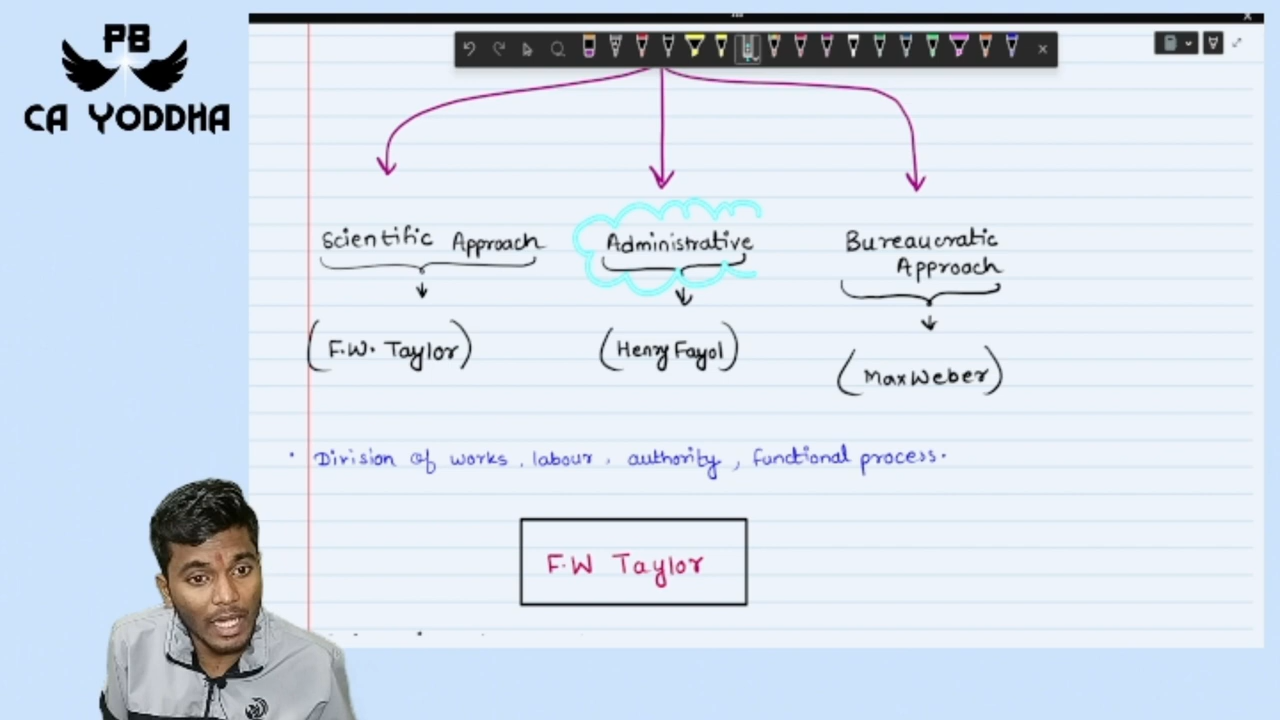 PB
CA YODDHA
Scientific Approach
Administrative
Bureaucratic
Approach
(F.W. Taylor)
(Henry Fayol)
(Max Weber)
· Division of works, labour, authority, functional process.
F.W Taylor